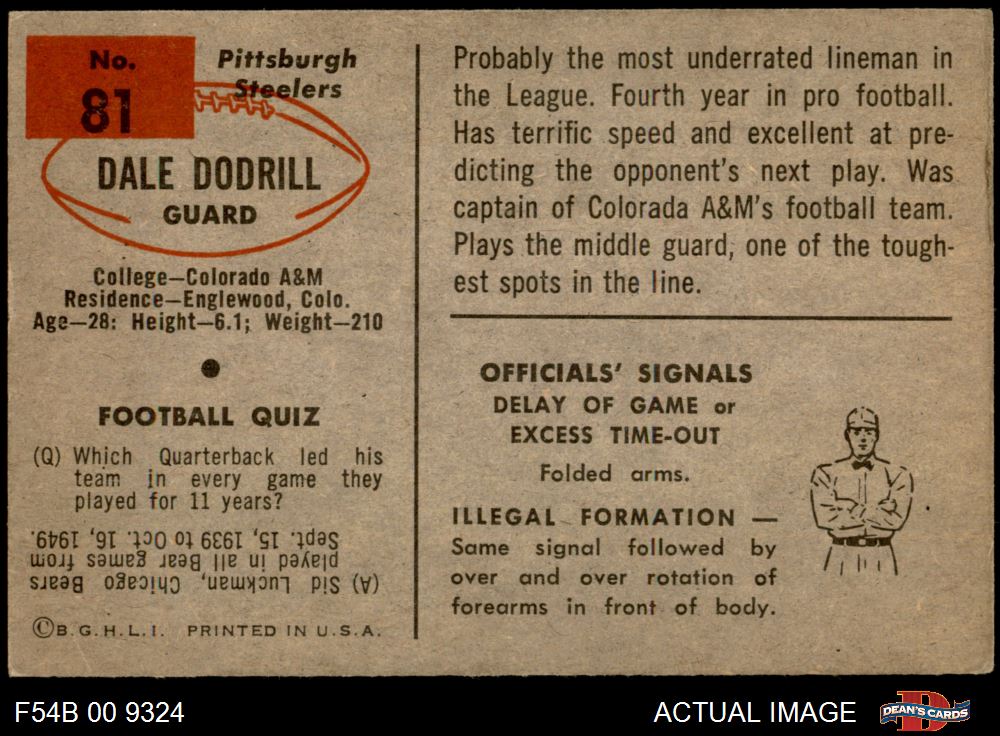 No.
81
Pittsburgh
Steelers
DALE DODRILL
GUARD
College—Colorado A&M
Residence—Englewood, Colo.
Age—28: Height—6.1; Weight—210
FOOTBALL QUIZ
(Q) Which Quarterback led his
team in every game they
played for 11 years?
(A) Sid Luckman, Chicago Bears
played in all Bear games from
Sept. 15, 1939 to Oct. 16, 1949.
©B.G.H.L.I. PRINTED IN U.S.A.
Probably the most underrated lineman in
the League. Fourth year in pro football.
Has terrific speed and excellent at pre-
dicting the opponent's next play. Was
captain of Colorada A&M's football team.
Plays the middle guard, one of the tough-
est spots in the line.
OFFICIALS' SIGNALS
DELAY OF GAME or
EXCESS TIME-OUT
Folded arms.
ILLEGAL FORMATION —
Same signal followed by
over and over rotation of
forearms in front of body.
F54B 00 9324
ACTUAL IMAGE
D
DEAN'S CARDS